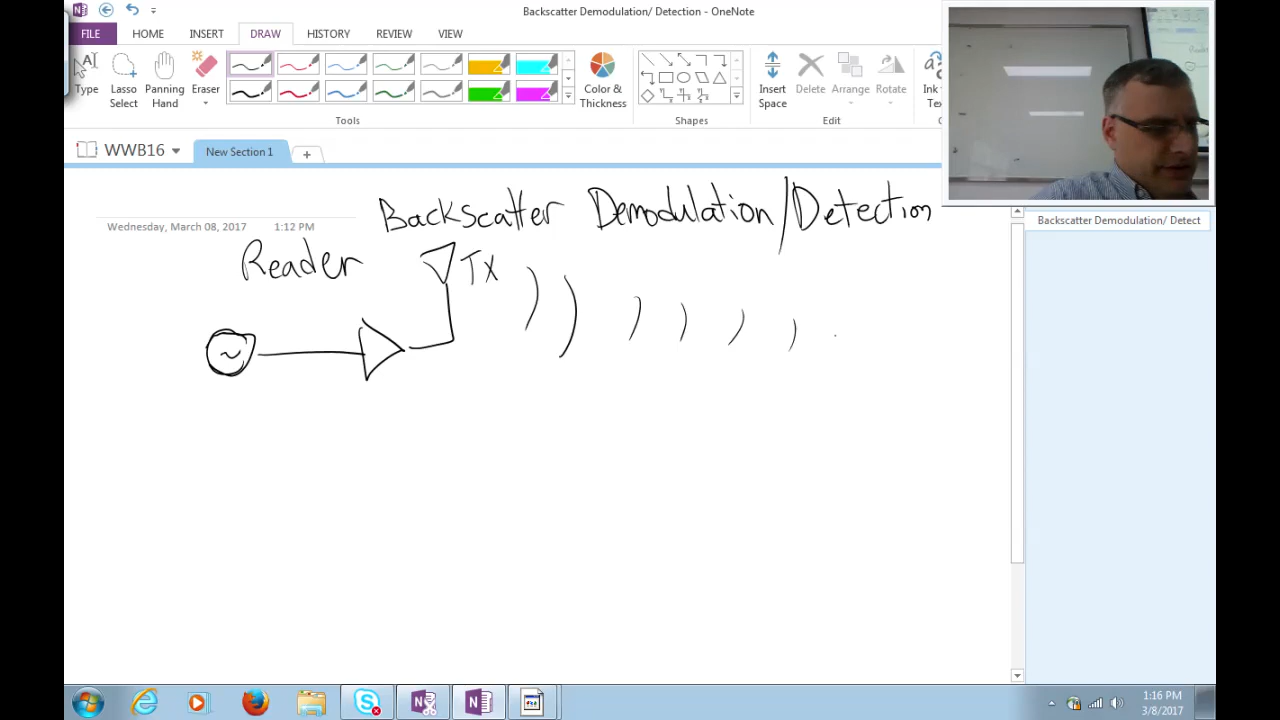 Backscatter Demodulation/ Detection - OneNote
FILE HOME INSERT DRAW HISTORY REVIEW VIEW
Type
Lasso Select
Panning Hand
Eraser
Color & Thickness
Insert Space
Delete
Arrange
Rotate
Ink to
Tools
Shapes
Edit
WWB16
New Section 1
Backscatter Demodulation/Detection
Backscatter Demodulation/ Detect
Wednesday, March 08, 2017 1:12 PM
Reader
TX
1:16 PM
3/8/2017